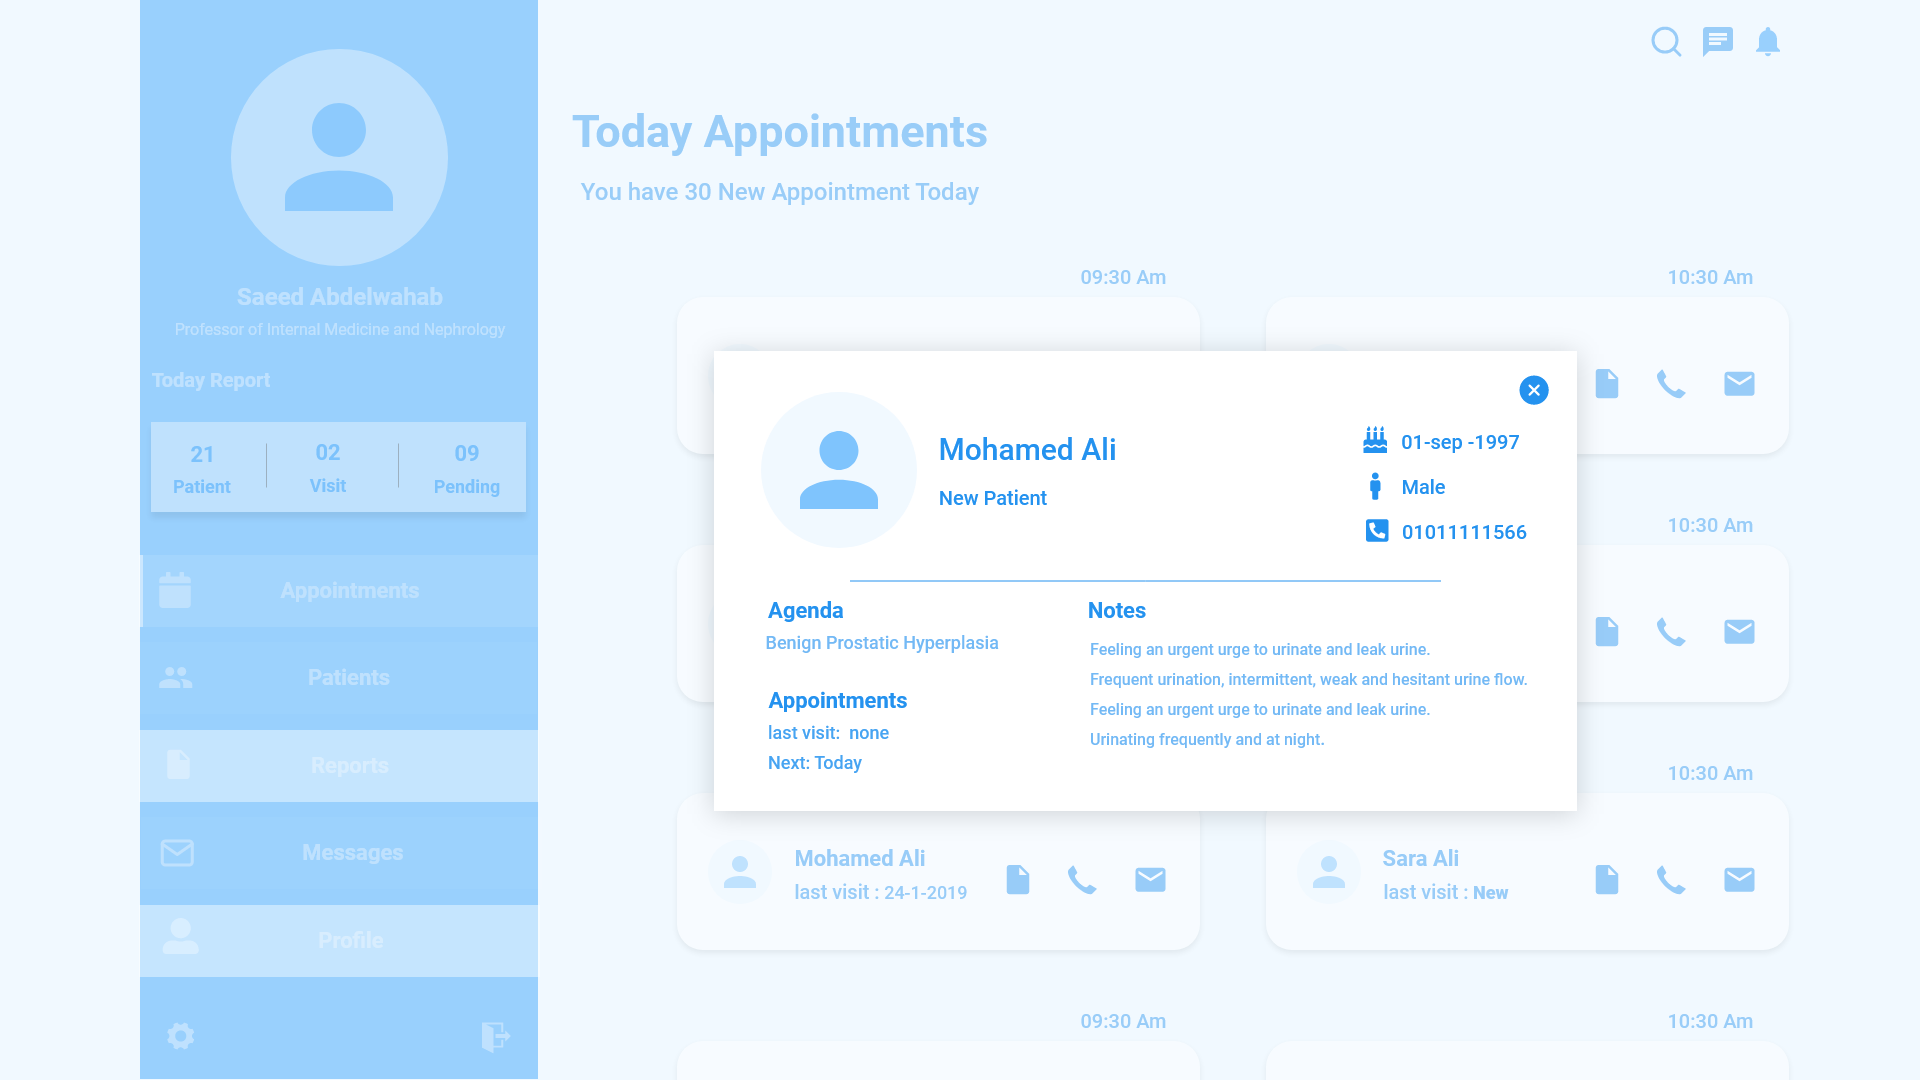 Saeed Abdelwahab
Professor of Internal Medicine and Nephrology
Today Report
21
Patient
02
Visit
09
Pending
Appointments
Patients
Reports
Messages
Profile
Today Appointments
You have 30 New Appointment Today
09:30 Am
10:30 Am
Mohamed Ali
New Patient
01-sep -1997
Male
01011111566
Agenda
Benign Prostatic Hyperplasia
Appointments
last visit: none
Next: Today
Notes
Feeling an urgent urge to urinate and leak urine.
Frequent urination, intermittent, weak and hesitant urine flow.
Feeling an urgent urge to urinate and leak urine.
Urinating frequently and at night.
10:30 Am
10:30 Am
Mohamed Ali
last visit : 24-1-2019
Sara Ali
last visit : New
09:30 Am
10:30 Am